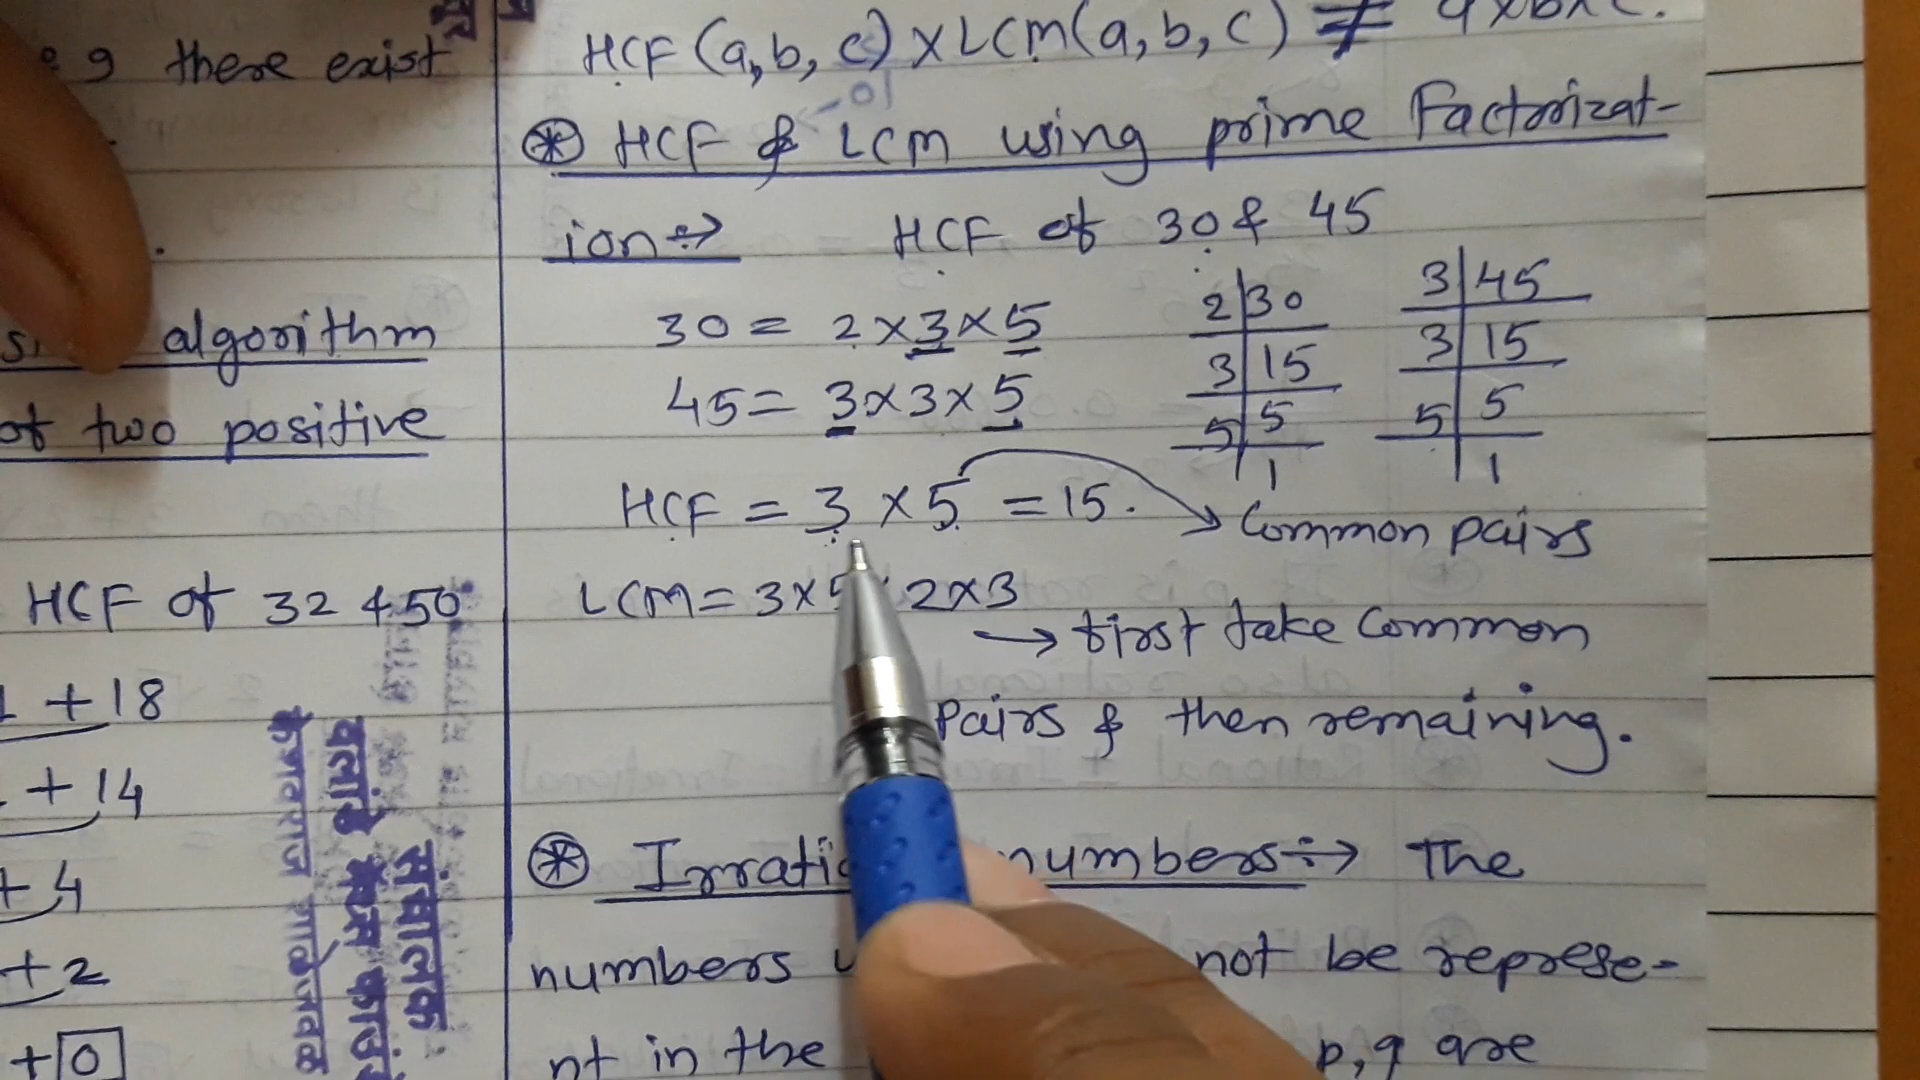 there exist
algorithm
of two positive
HCF of 32 & 50
+18
+14
+4
+2
+0
HCF (a, b, c) × LCM(a, b, c) ≠ a×b×c.
⊛ HCF & LCM using prime Factorizat-
ion → HCF of 30 & 45
30 = 2×3×5
45 = 3×3×5
2|30
3|15
5|5
|1
3|45
3|15
5|5
|1
HCF = 3 × 5 = 15.
→ Common pairs
LCM = 3×5 2×3
→ first take Common
Pairs & then remaining.
⊛ numbers → The
numbers not be represe-
nt in the p,q are
संचालक